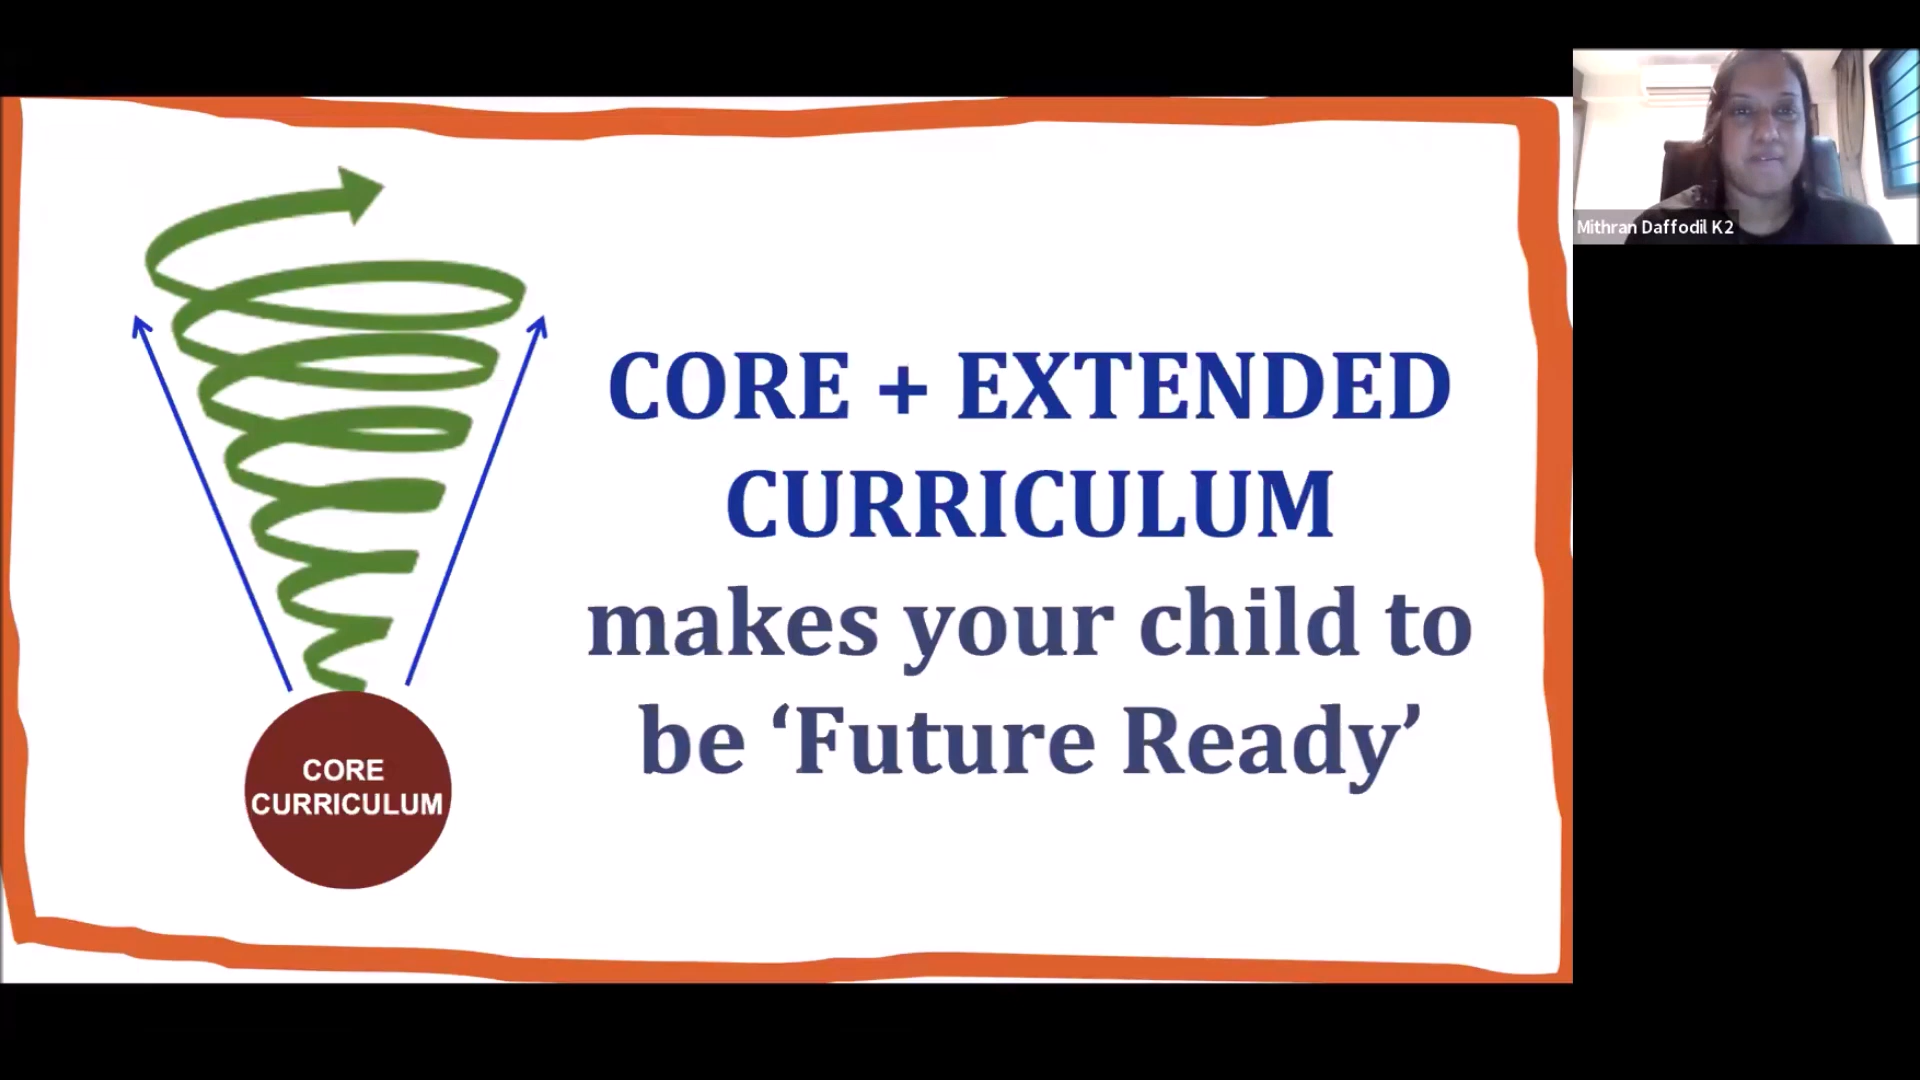 CORE + EXTENDED
CURRICULUM
makes your child to
be ‘Future Ready’
CORE
CURRICULUM
Mithran Daffodil K2